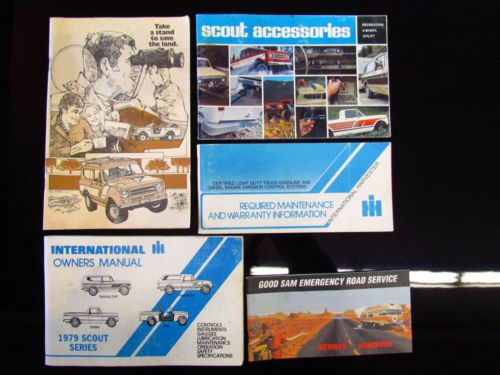 Take
a stand
to save
the land.
scout accessories
RECREATION
4-WHEEL
UTILITY
CERTIFIED LIGHT DUTY TRUCK GASOLINE AND
DIESEL ENGINE EMISSION CONTROL SYSTEMS
REQUIRED MAINTENANCE
AND WARRANTY INFORMATION
INTERNATIONAL HARVESTER
INTERNATIONAL
OWNERS MANUAL
TRAVELTOP
TERRA
1979 SCOUT
SERIES
CONTROLS
INSTRUMENTS
GAUGES
LUBRICATION
MAINTENANCE
OPERATION
SAFETY
SPECIFICATIONS
GOOD SAM EMERGENCY ROAD SERVICE
MEMBER HANDBOOK